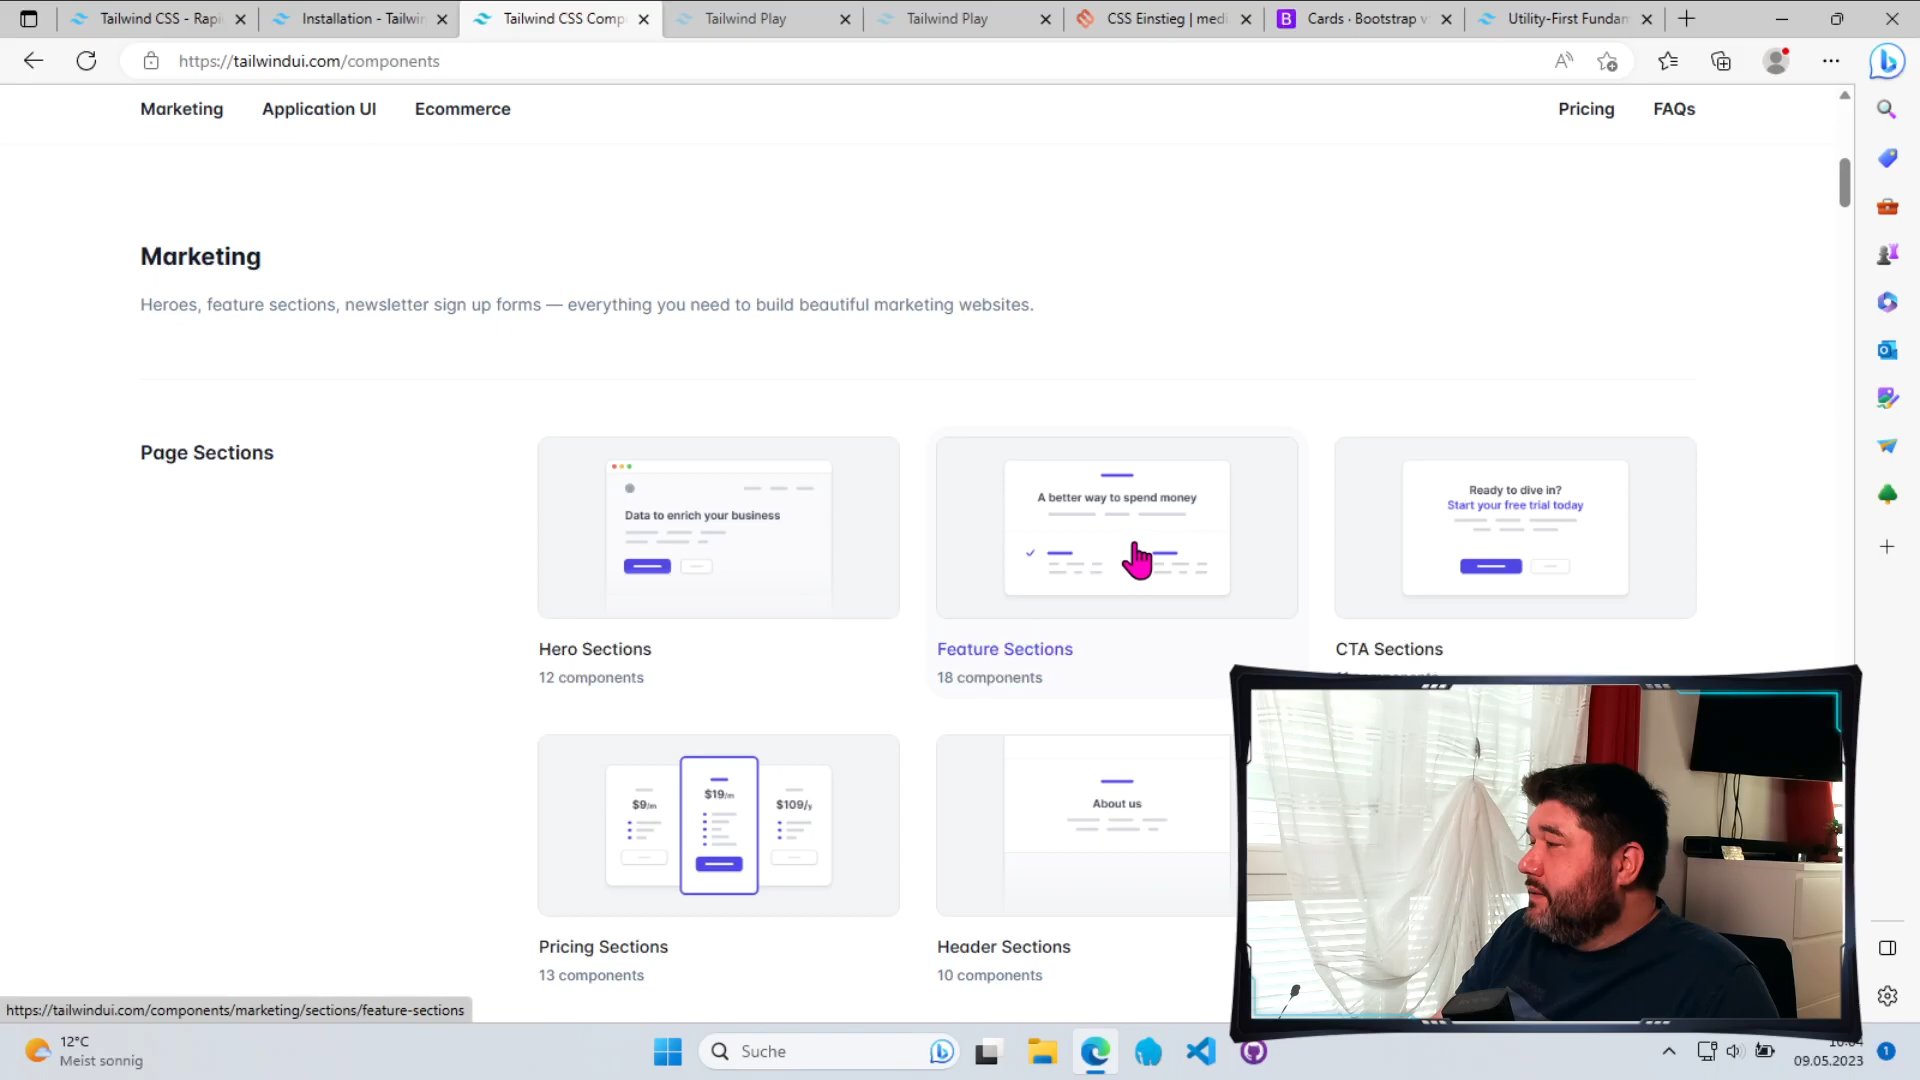 Tailwind CSS - Rapi
Installation - Tailwin
Tailwind CSS Comp
Tailwind Play
Tailwind Play
CSS Einstieg | medi
B
Cards · Bootstrap v
Utility-First Fundan
https://tailwindui.com/components
Marketing
Application UI
Ecommerce
Pricing
FAQs
Marketing
Heroes, feature sections, newsletter sign up forms — everything you need to build beautiful marketing websites.
Page Sections
Data to enrich your business
A better way to spend money
Ready to dive in?
Start your free trial today
Hero Sections
12 components
Feature Sections
18 components
CTA Sections
$9/m
$19/m
$109/y
About us
Pricing Sections
13 components
Header Sections
10 components
https://tailwindui.com/components/marketing/sections/feature-sections
12°C
Meist sonnig
Suche
09.05.2023
1